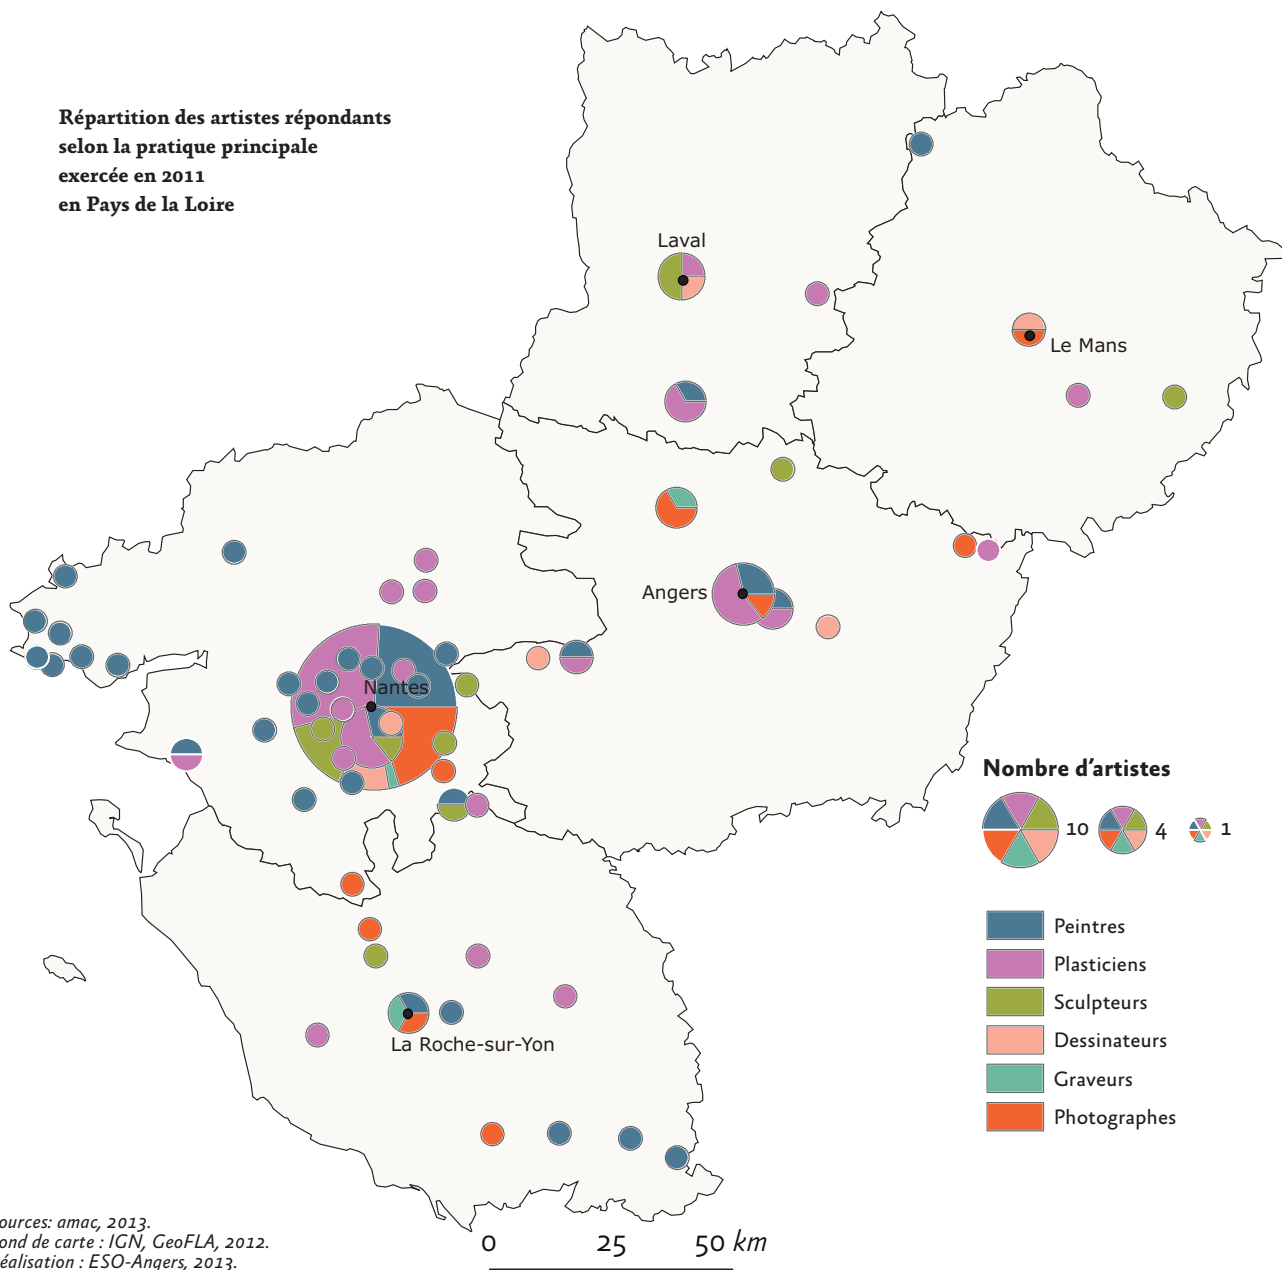 Répartition des artistes répondants
selon la pratique principale
exercée en 2011
en Pays de la Loire
Laval
Le Mans
Angers
Nantes
La Roche-sur-Yon
Nombre d'artistes
10 4 1
Peintres
Plasticiens
Sculpteurs
Dessinateurs
Graveurs
Photographes
ources: amac, 2013.
ond de carte : IGN, GeoFLA, 2012.
éalisation : ESO-Angers, 2013.
0 25 50 km